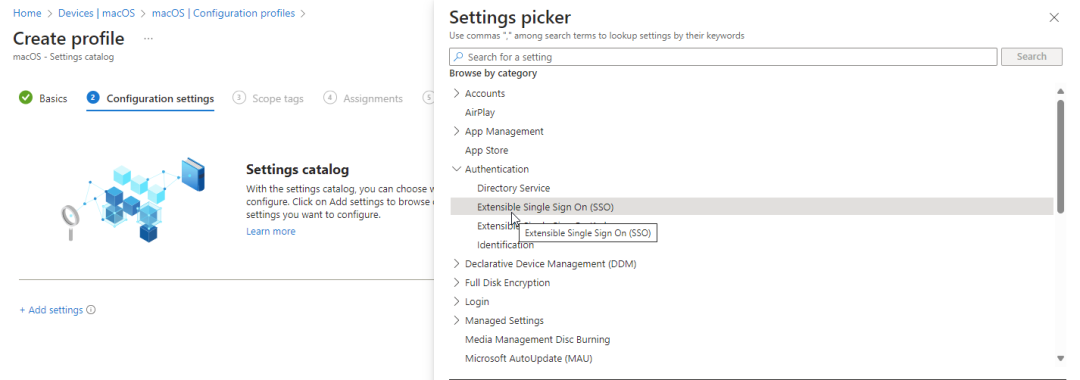 Home > Devices | macOS > macOS | Configuration profiles >
Create profile ...
macOS - Settings catalog
Basics
2 Configuration settings
3 Scope tags
4 Assignments
5
Settings catalog
With the settings catalog, you can choose
configure. Click on Add settings to browse
settings you want to configure.
Learn more
+ Add settings
Settings picker
Use commas "," among search terms to lookup settings by their keywords
Search for a setting
Search
Browse by category
Accounts
AirPlay
App Management
App Store
Authentication
Directory Service
Extensible Single Sign On (SSO)
Extensible
Extensible Single Sign On (SSO)
Identification
Declarative Device Management (DDM)
Full Disk Encryption
Login
Managed Settings
Media Management Disc Burning
Microsoft AutoUpdate (MAU)